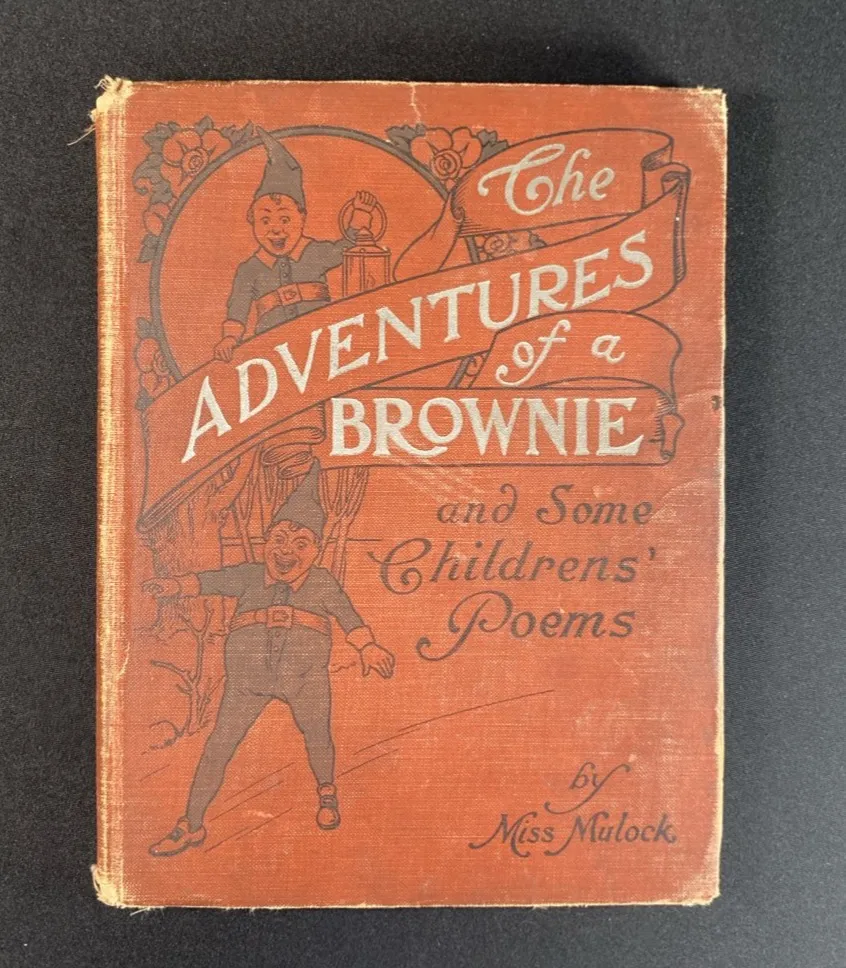 The
ADVENTURES
of a
BROWNIE
and Some
Childrens'
Poems
by
Miss Mulock